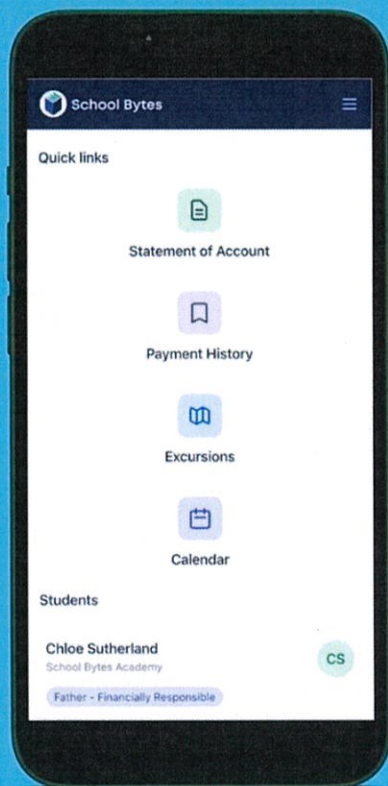 School Bytes
Quick links
Statement of Account
Payment History
Excursions
Calendar
Students
Chloe Sutherland
CS
School Bytes Academy
Father - Financially Responsible